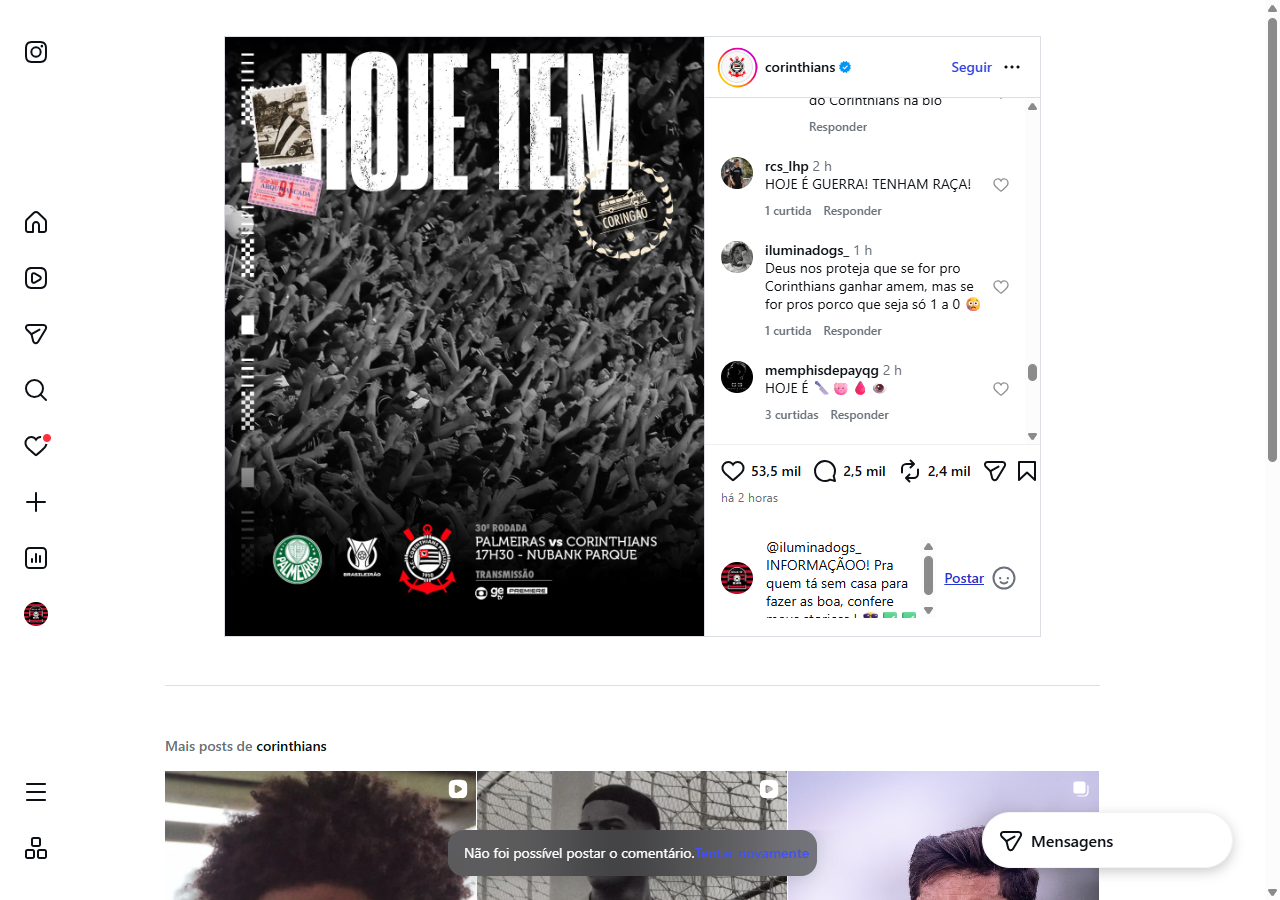 HOJE TEM
CORINGÃO
30ª RODADA
PALMEIRAS vs CORINTHIANS
17H30 - NUBANK PARQUE
TRANSMISSÃO
ge tv
PREMIERE
PALMEIRAS
BRASILEIRÃO
corinthians
Seguir
do Corinthians na bio
Responder
rcs_lhp 2 h
HOJE É GUERRA! TENHAM RAÇA!
1 curtida Responder
iluminadogs_ 1 h
Deus nos proteja que se for pro
Corinthians ganhar amem, mas se
for pros porco que seja só 1 a 0 😰
1 curtida Responder
memphisdepayqg 2 h
HOJE É 🔪 🐽 🩸 👁️
3 curtidas Responder
53,5 mil 2,5 mil 2,4 mil
há 2 horas
@iluminadogs_
INFORMAÇÃOO! Pra
quem tá sem casa para
fazer as boa, confere
Postar
Mais posts de corinthians
Não foi possível postar o comentário. Tentar novamente
Mensagens